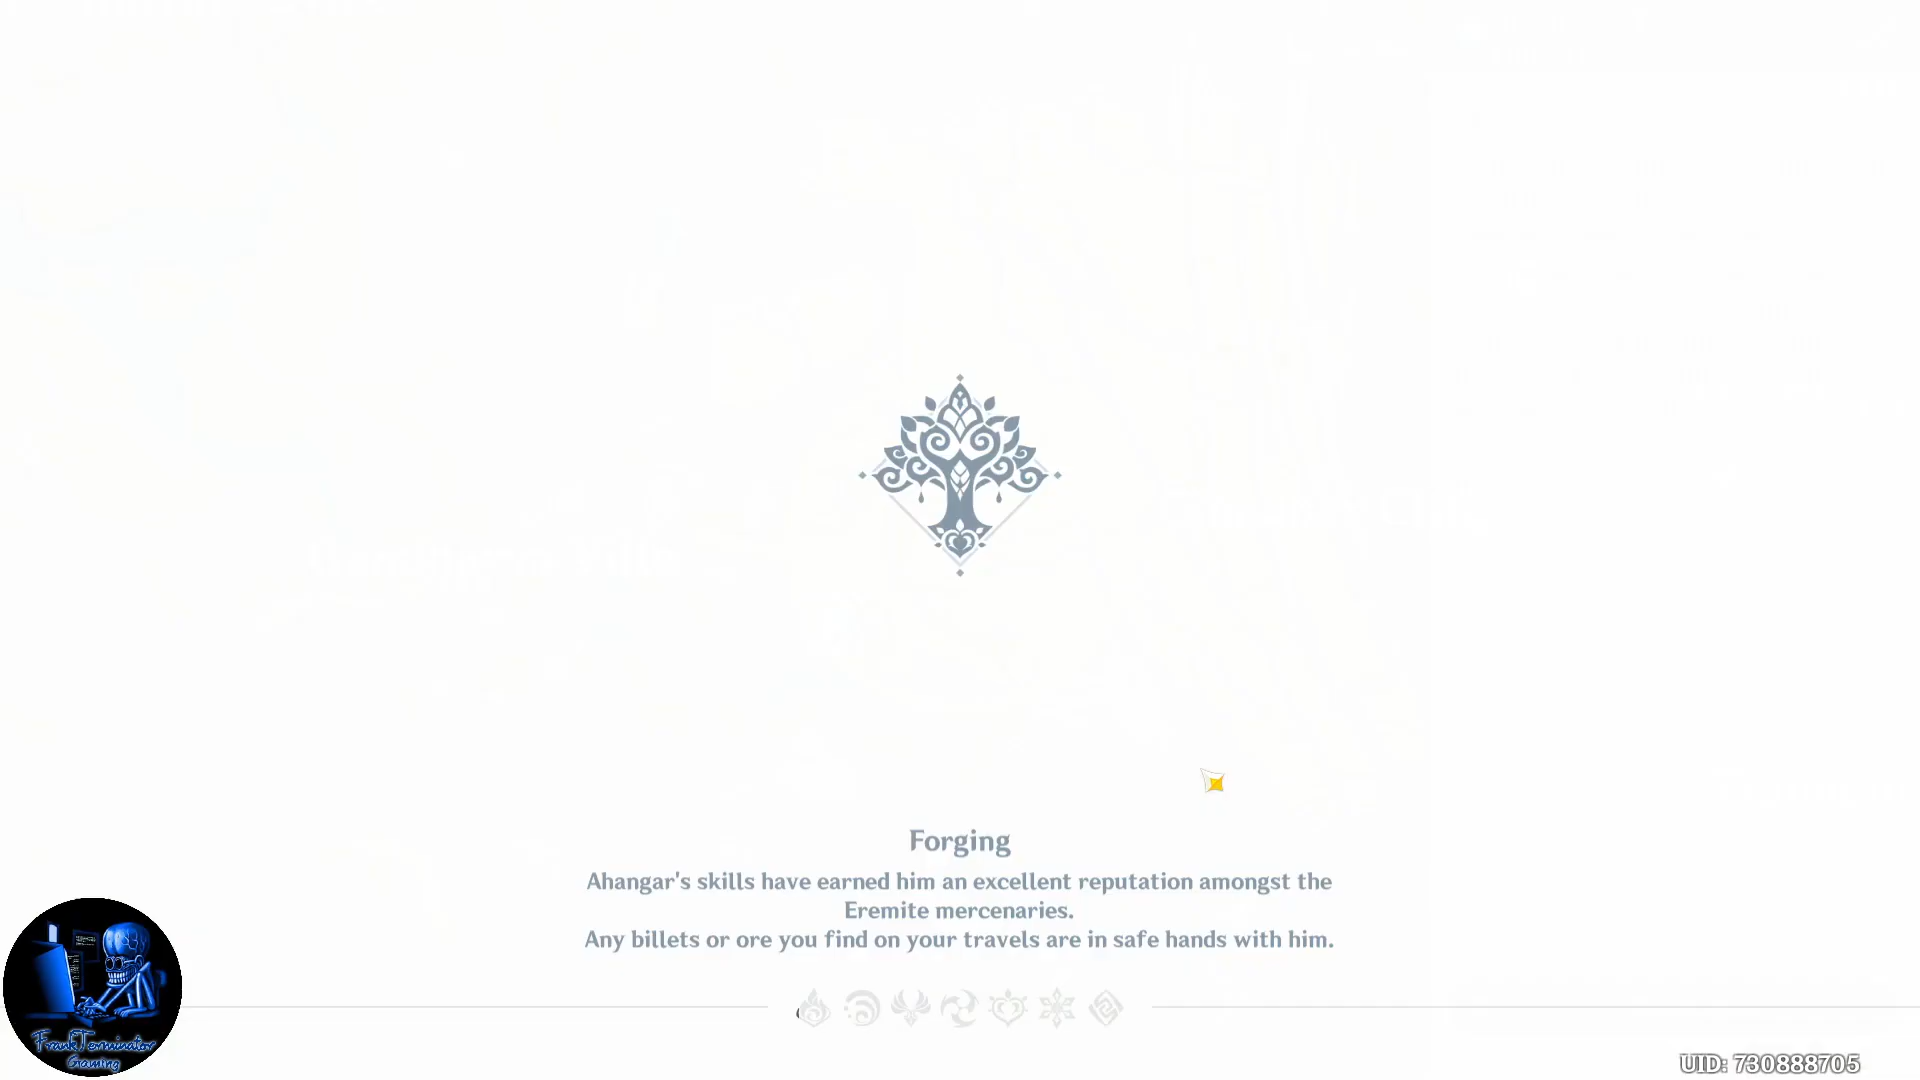 Forging
Ahangar's skills have earned him an excellent reputation amongst the
Eremite mercenaries.
Any billets or ore you find on your travels are in safe hands with him.
FrankTerminator
Gaming
UID: 730888705